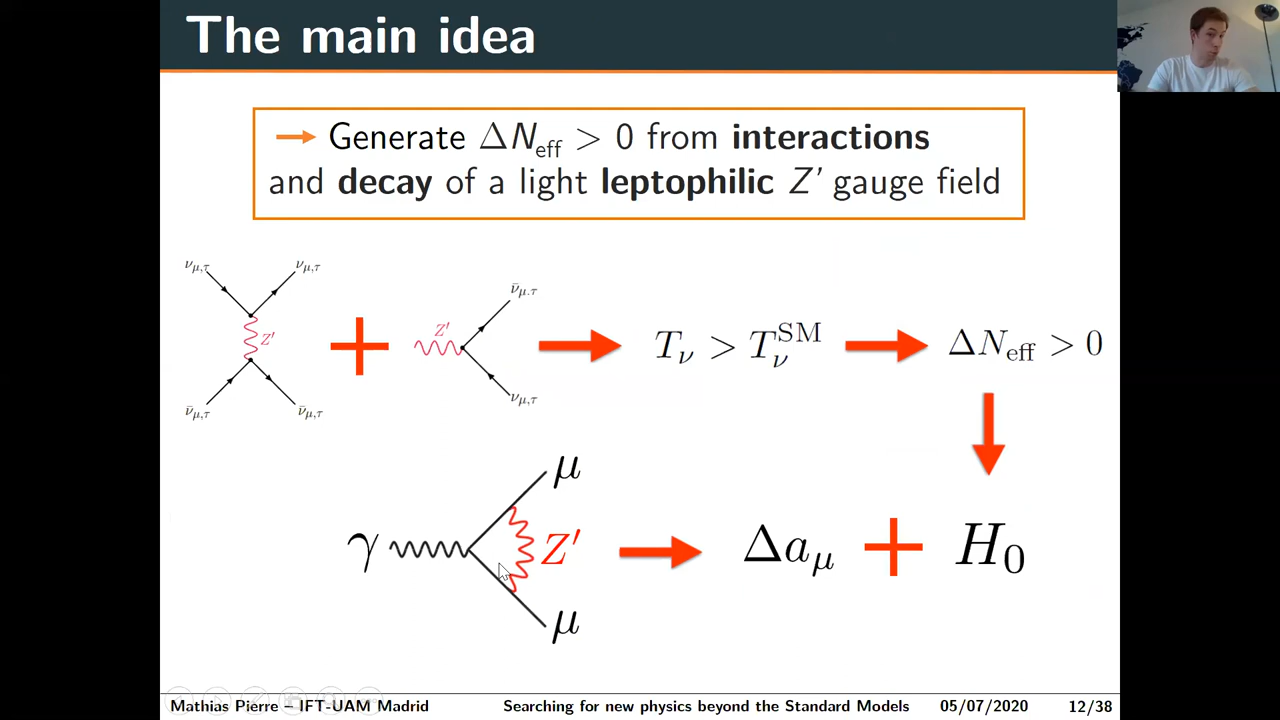 The main idea
Generate ΔN_eff > 0 from interactions
and decay of a light leptophilic Z' gauge field
ν_μ,τ ν_μ,τ
Z'
ν̄_μ,τ ν̄_μ,τ
+
Z'
ν̄_μ,τ
ν_μ,τ
T_ν > T_ν^SM
ΔN_eff > 0
γ
μ
Z'
μ
Δa_μ + H_0
Mathias Pierre – IFT-UAM Madrid Searching for new physics beyond the Standard Models 05/07/2020 12/38